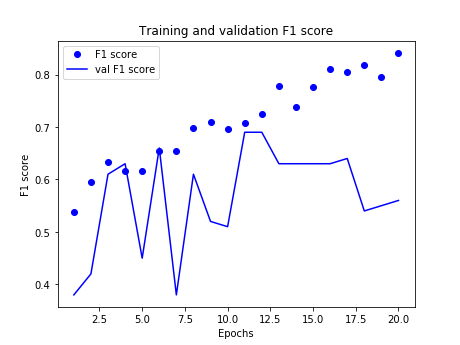 Training and validation F1 score
F1 score
val F1 score
0.8
0.7
0.6
0.5
0.4
F1 score
2.5 5.0 7.5 10.0 12.5 15.0 17.5 20.0
Epochs